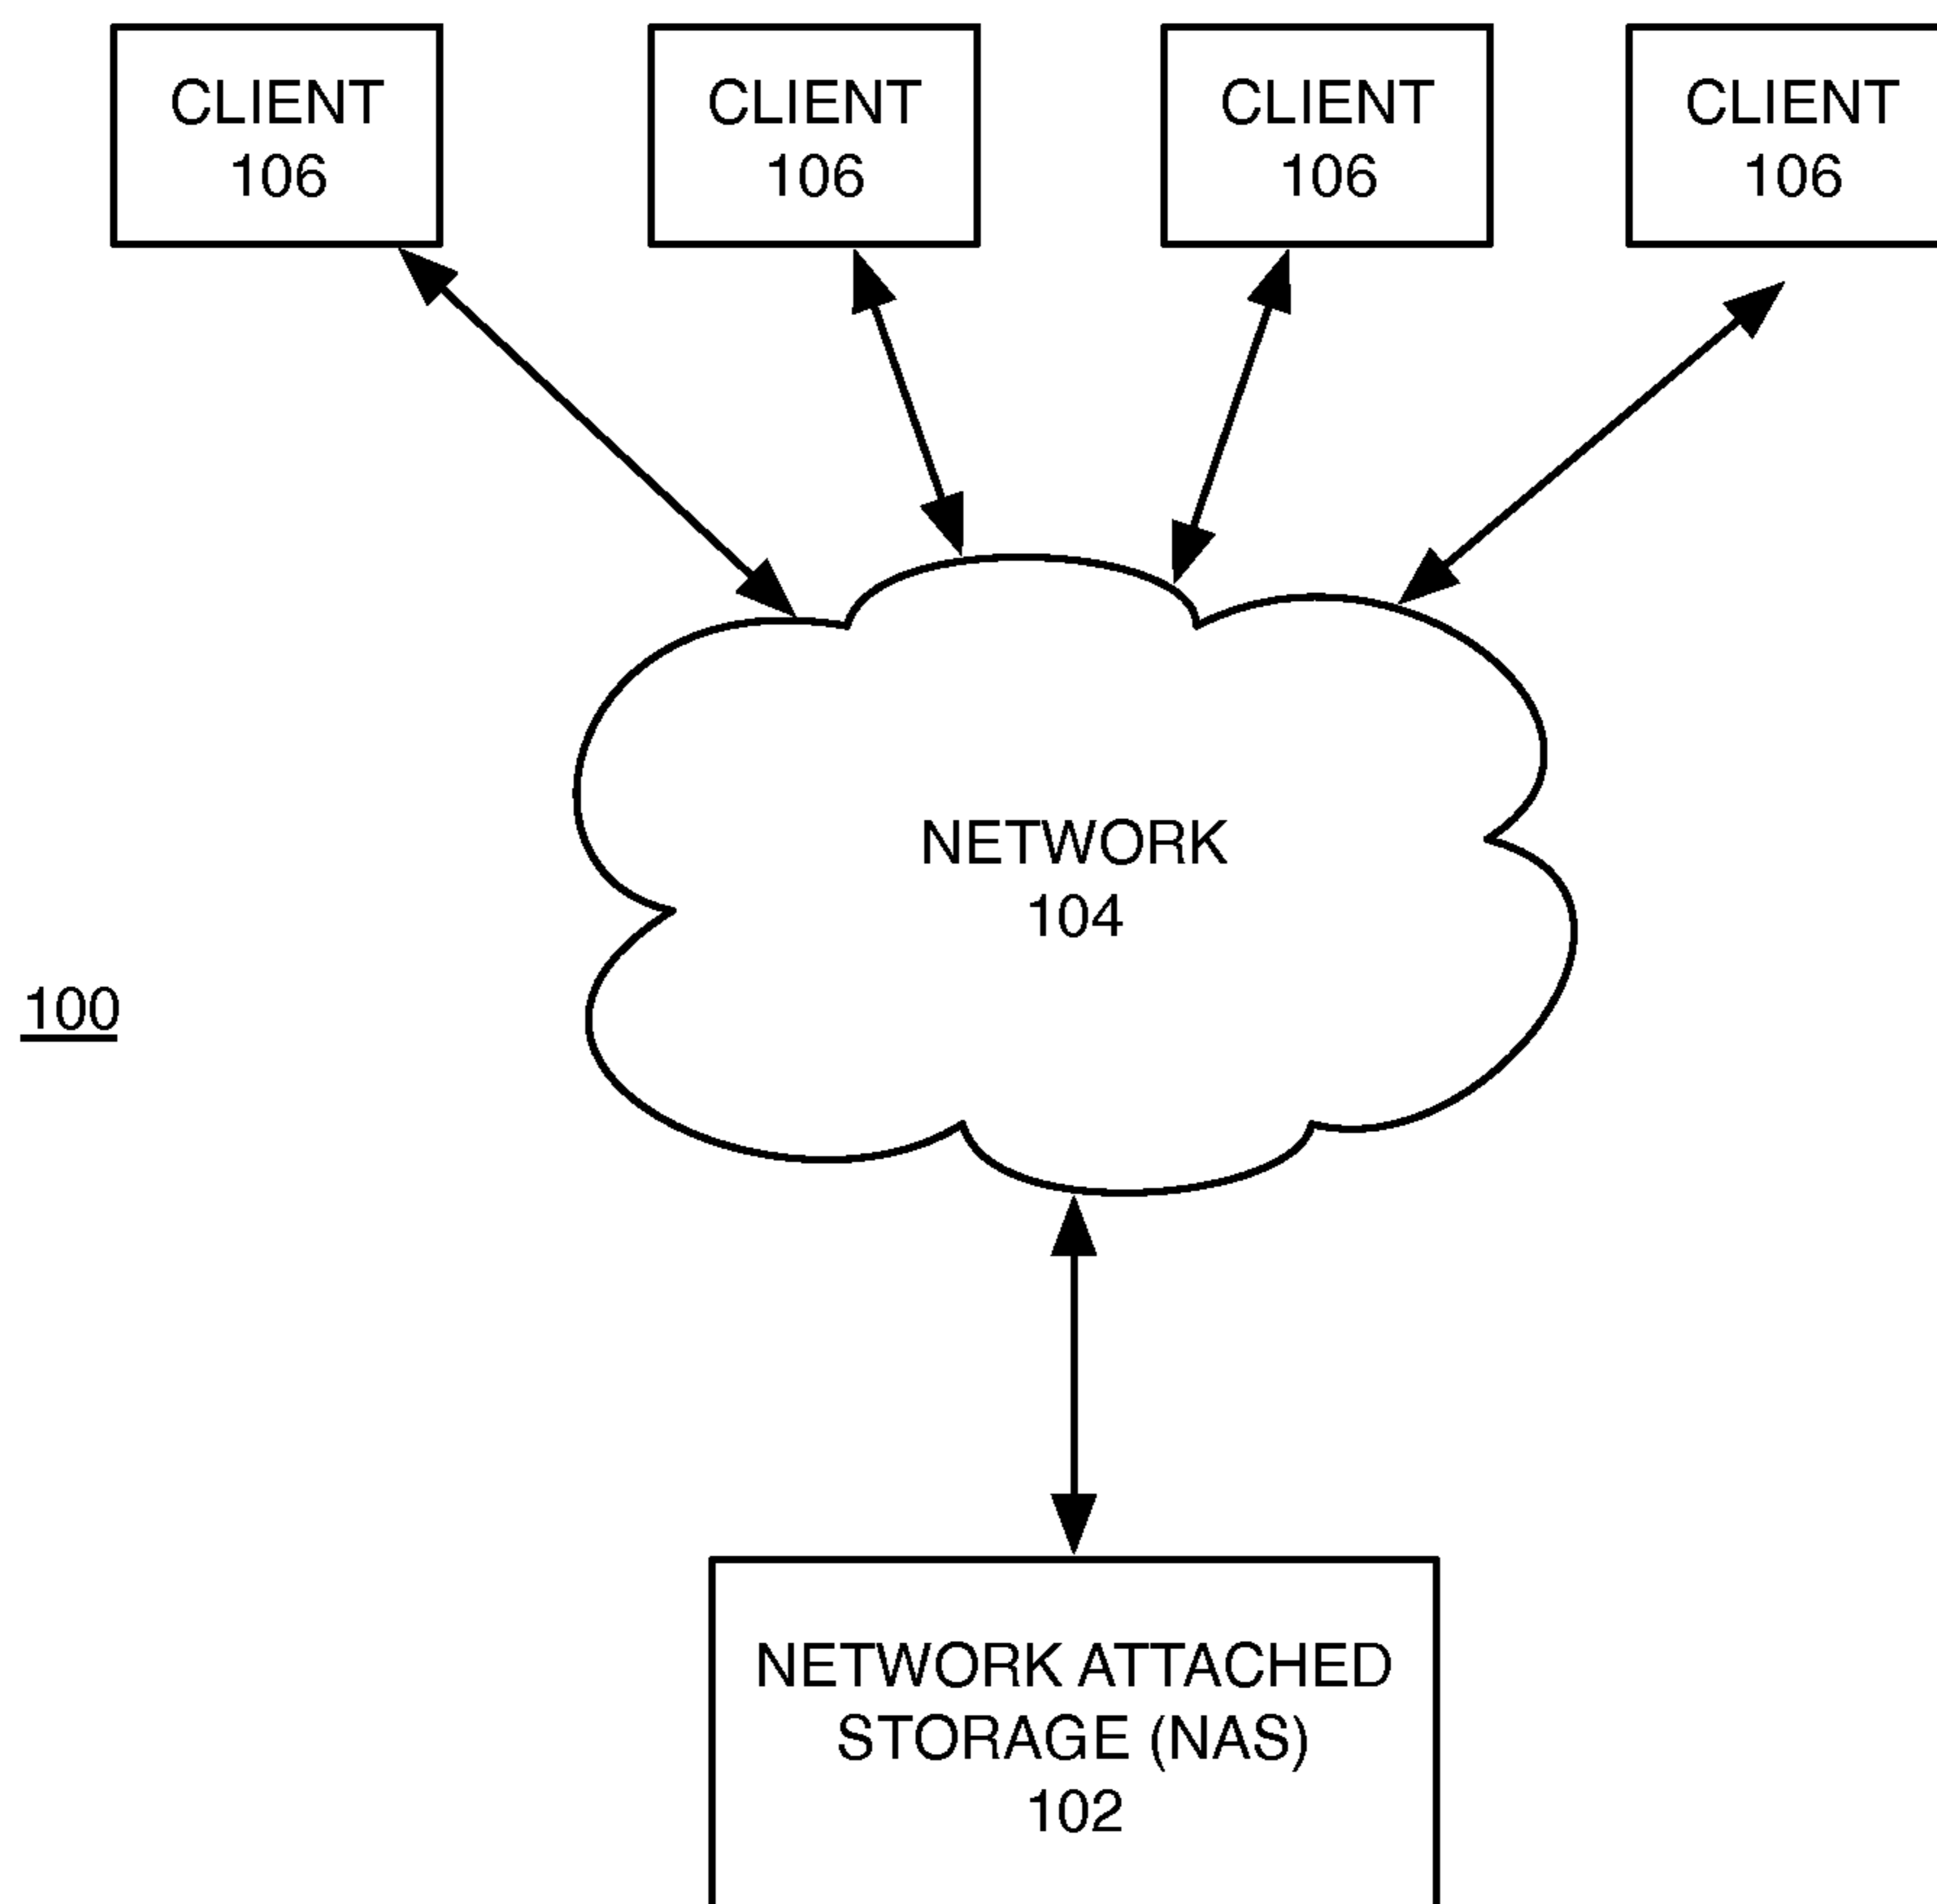 CLIENT
106
CLIENT
106
CLIENT
106
CLIENT
106
NETWORK
104
100
NETWORK ATTACHED
STORAGE (NAS)
102